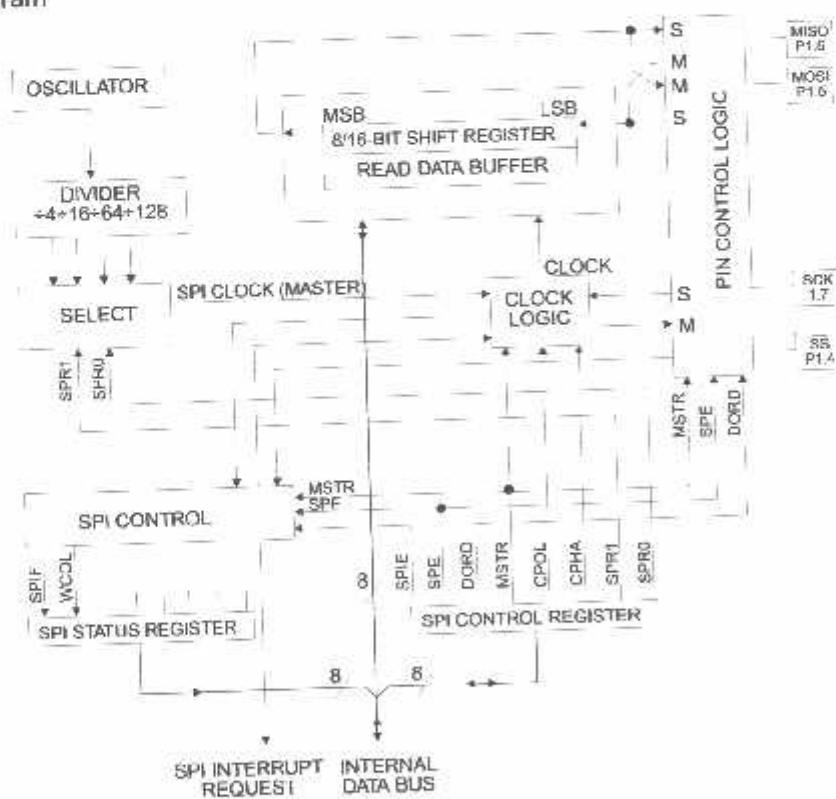 ram
OSCILLATOR
DIVIDER
÷4÷16÷64÷128
SELECT
SPR1
SPR0
SPI CLOCK (MASTER)
MSB
LSB
8/16-BIT SHIFT REGISTER
READ DATA BUFFER
CLOCK
CLOCK
LOGIC
S
M
M
S
S
M
PIN CONTROL LOGIC
MISO
P1.6
MOSI
P1.5
SCK
1.7
SS
P1.4
MSTR
SPE
DORD
SPI CONTROL
MSTR
SPE
SPIF
WCOL
SPI STATUS REGISTER
8
SPIE
SPE
DORD
MSTR
CPOL
CPHA
SPR1
SPR0
SPI CONTROL REGISTER
8
8
SPI INTERRUPT
REQUEST
INTERNAL
DATA BUS